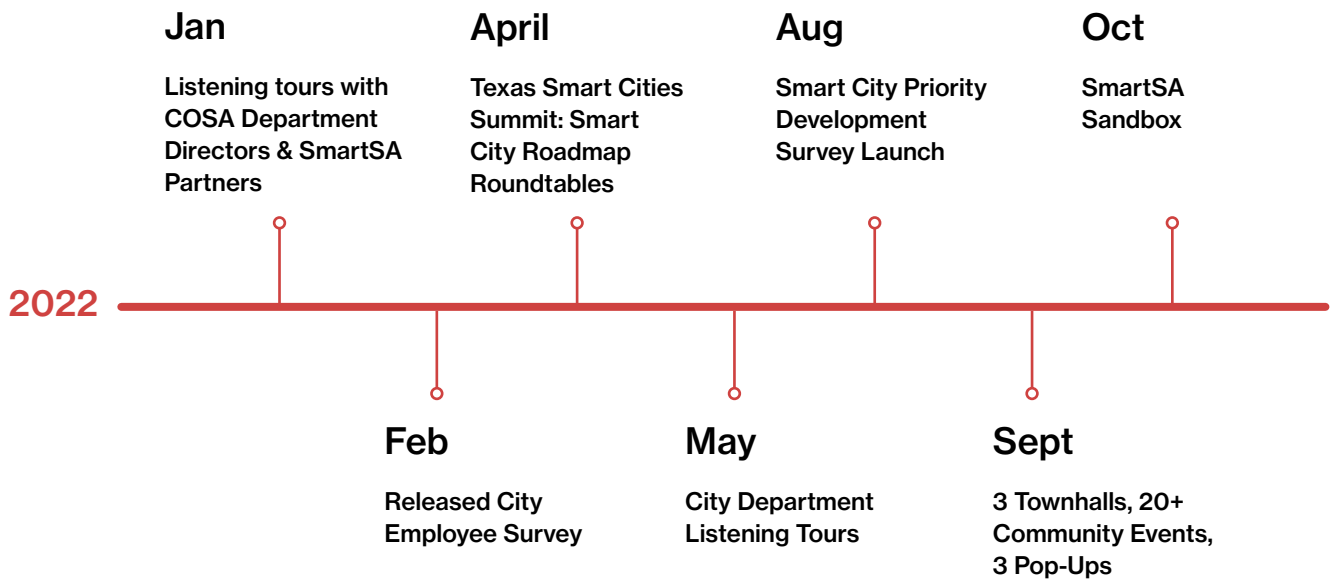 Jan
Listening tours with
COSA Department
Directors & SmartSA
Partners
April
Texas Smart Cities
Summit: Smart
City Roadmap
Roundtables
Aug
Smart City Priority
Development
Survey Launch
Oct
SmartSA
Sandbox
2022
Feb
Released City
Employee Survey
May
City Department
Listening Tours
Sept
3 Townhalls, 20+
Community Events,
3 Pop-Ups